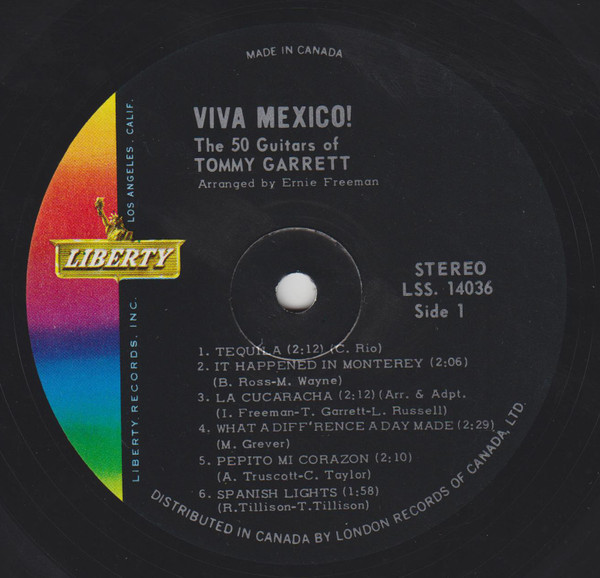 MADE IN CANADA
VIVA MEXICO!
The 50 Guitars of
TOMMY GARRETT
Arranged by Ernie Freeman
LIBERTY RECORDS, INC. LOS ANGELES, CALIF.
LIBERTY
STEREO
LSS. 14036
Side 1
1. TEQUILA (2:12) (C. Rio)
2. IT HAPPENED IN MONTEREY (2:06)
(B. Ross-M. Wayne)
3. LA CUCARACHA (2:12) (Arr. & Adpt.
(I. Freeman-T. Garrett-L. Russell)
4. WHAT A DIFF'RENCE A DAY MADE (2:29)
(M. Grever)
5. PEPITO MI CORAZON (2:10)
(A. Truscott-C. Taylor)
6. SPANISH LIGHTS (1:58)
(R.Tillison-T.Tillison)
DISTRIBUTED IN CANADA BY LONDON RECORDS OF CANADA, LTD.